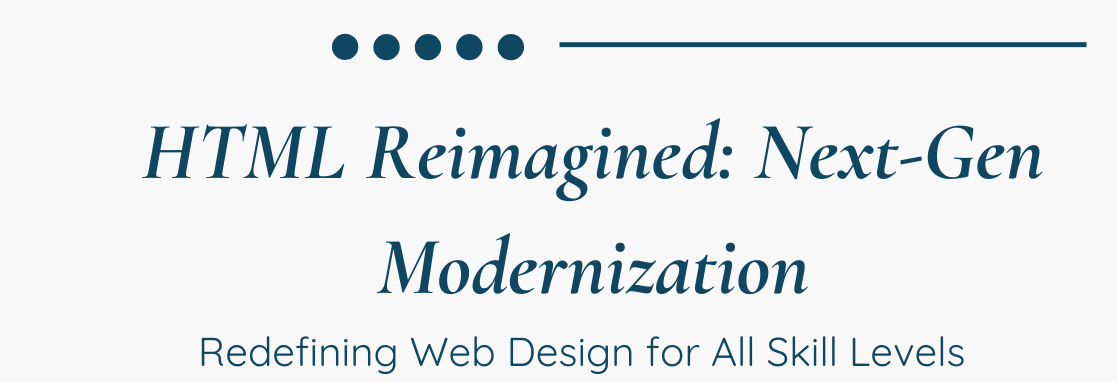 HTML Reimagined: Next-Gen
Modernization
Redefining Web Design for All Skill Levels